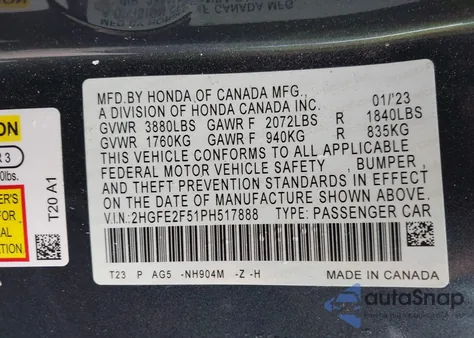 MFD.BY HONDA OF CANADA MFG.,
A DIVISION OF HONDA CANADA INC. 01/'23
GVWR 3880LBS GAWR F 2072LBS R 1840LBS
GVWR 1760KG GAWR F 940KG R 835KG
THIS VEHICLE CONFORMS TO ALL APPLICABLE
FEDERAL MOTOR VEHICLE SAFETY , BUMPER ,
AND THEFT PREVENTION STANDARDS IN EFFECT
ON THE DATE OF MANUFACTURE SHOWN ABOVE.
V.I.N:2HGFE2F51PH517888 TYPE: PASSENGER CAR
T23 P AG5 -NH904M -Z -H MADE IN CANADA
ION
R 3
0lbs.
T20 A1
autoSnap